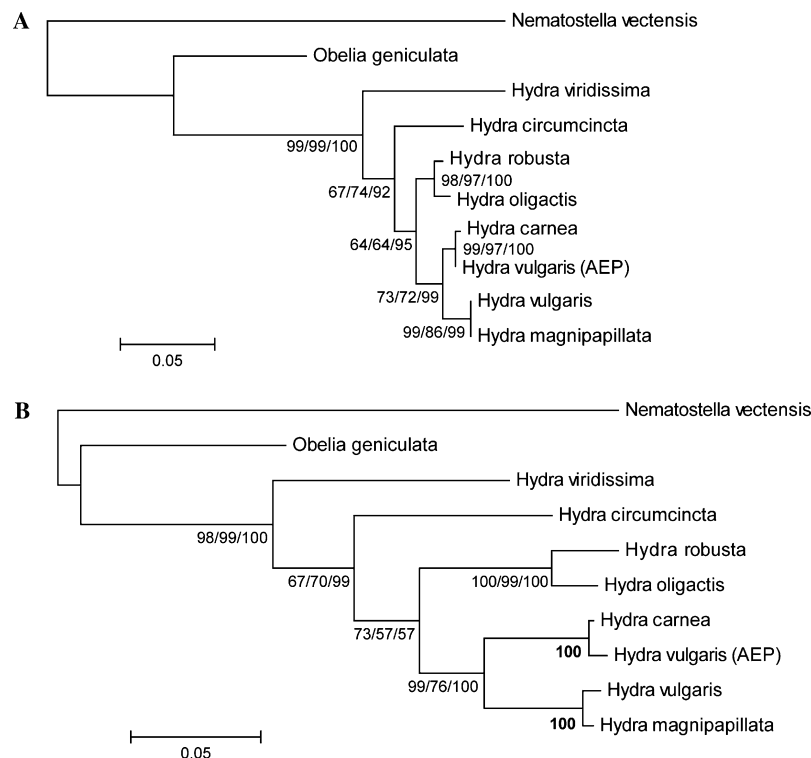 A
Nematostella vectensis
Obelia geniculata
Hydra viridissima
99/99/100
Hydra circumcincta
67/74/92
Hydra robusta
98/97/100
Hydra oligactis
64/64/95
Hydra carnea
99/97/100
Hydra vulgaris (AEP)
73/72/99
Hydra vulgaris
99/86/99
Hydra magnipapillata
0.05
B
Nematostella vectensis
Obelia geniculata
Hydra viridissima
98/99/100
Hydra circumcincta
67/70/99
Hydra robusta
100/99/100
Hydra oligactis
73/57/57
Hydra carnea
100
Hydra vulgaris (AEP)
99/76/100
Hydra vulgaris
100
Hydra magnipapillata
0.05